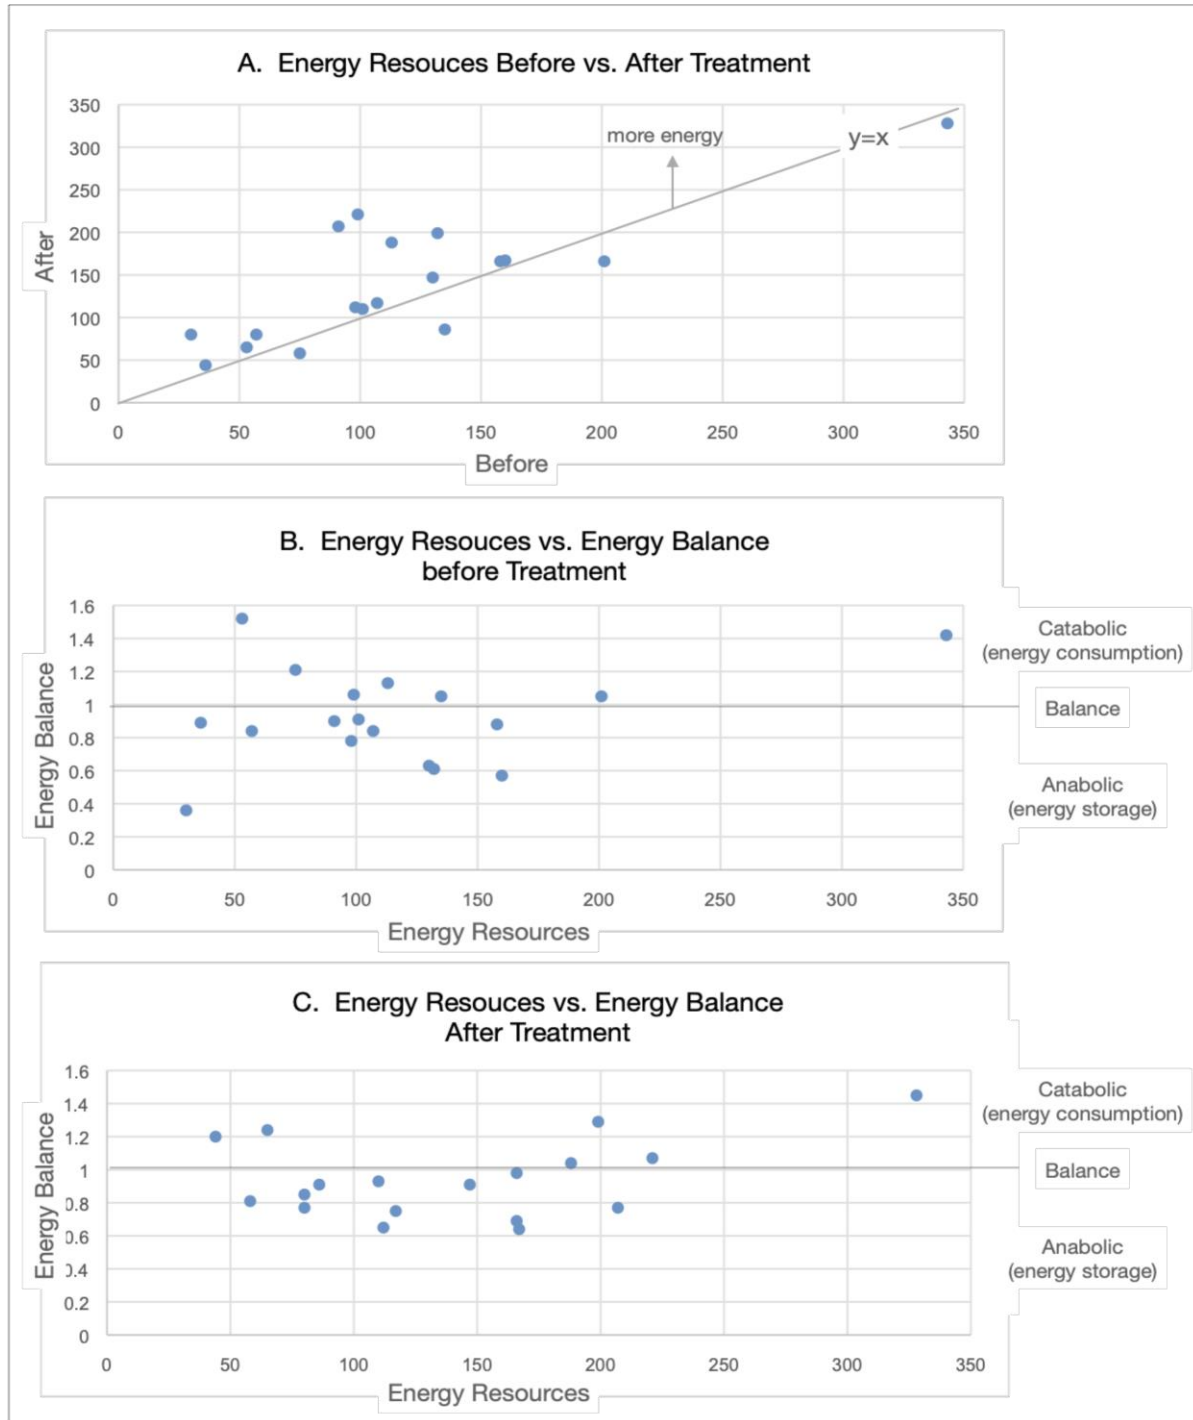 A. Energy Resouces Before vs. After Treatment
350
300
250
200
150
100
50
0
After
more energy
y=x
0 50 100 150 200 250 300 350
Before
B. Energy Resouces vs. Energy Balance
before Treatment
1.6
1.4
1.2
1
0.8
0.6
0.4
0.2
0
Energy Balance
Catabolic
(energy consumption)
Balance
Anabolic
(energy storage)
0 50 100 150 200 250 300 350
Energy Resources
C. Energy Resouces vs. Energy Balance
After Treatment
1.6
1.4
1.2
1
0.8
0.6
0.4
0.2
0
Energy Balance
Catabolic
(energy consumption)
Balance
Anabolic
(energy storage)
0 50 100 150 200 250 300 350
Energy Resources